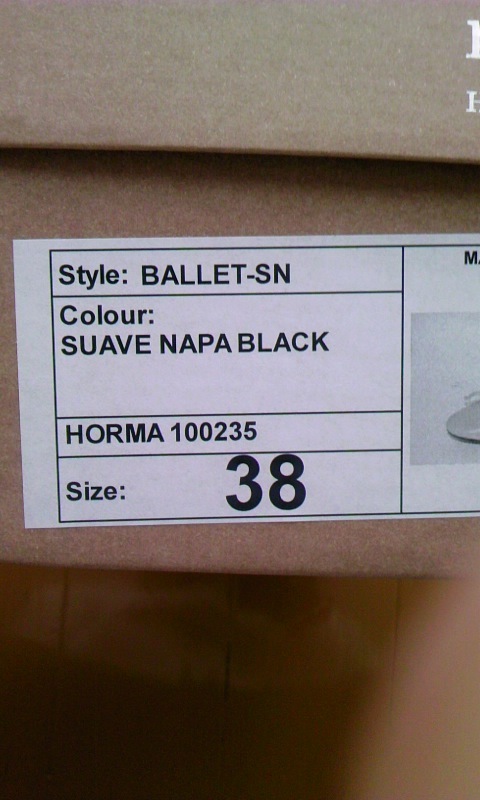 Style: BALLET-SN
Colour:
SUAVE NAPA BLACK
HORMA 100235
Size: 38